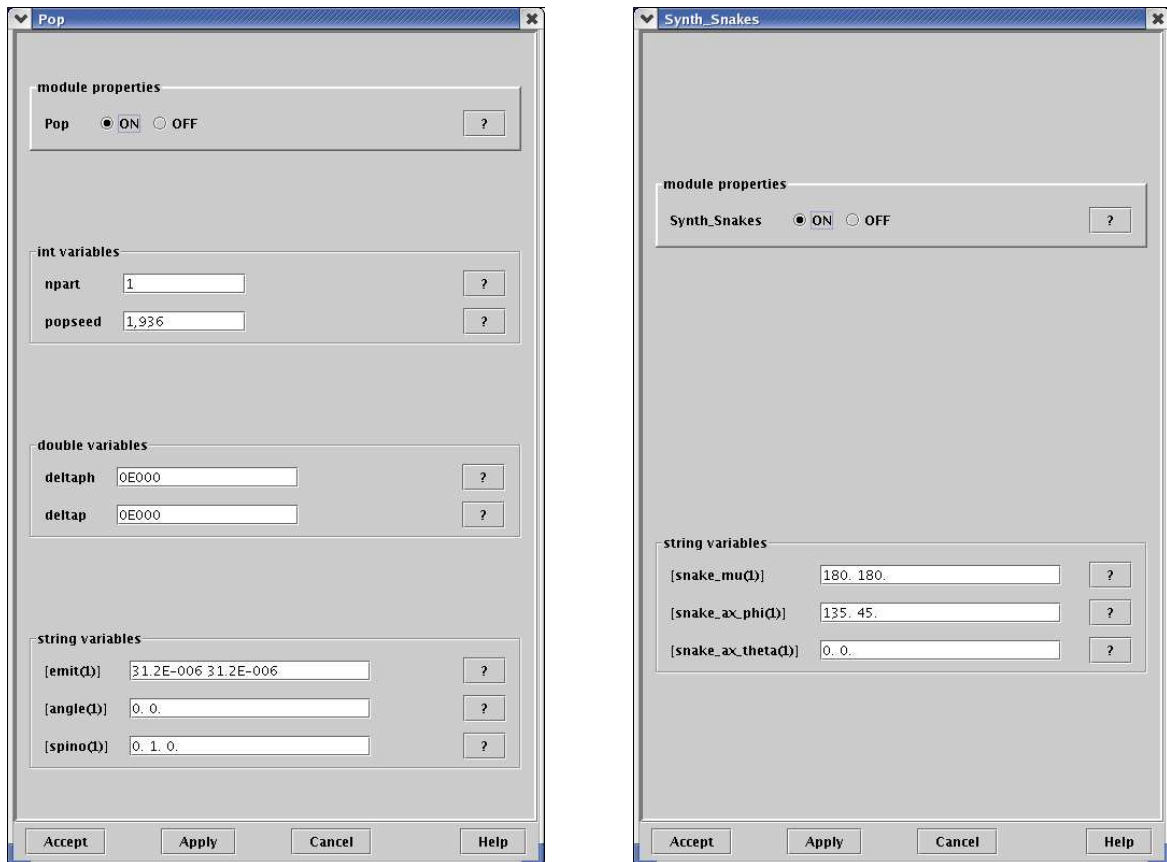 Pop
module properties
Pop ON OFF ?
int variables
npart 1 ?
popseed 1,936 ?
double variables
deltaph 0E000 ?
deltap 0E000 ?
string variables
[emit(1)] 31.2E-006 31.2E-006 ?
[angle(1)] 0. 0. ?
[spino(1)] 0. 1. 0. ?
Accept Apply Cancel Help
Synth_Snakes
module properties
Synth_Snakes ON OFF ?
string variables
[snake_mu(1)] 180. 180. ?
[snake_ax_phi(1)] 135. 45. ?
[snake_ax_theta(1)] 0. 0. ?
Accept Apply Cancel Help